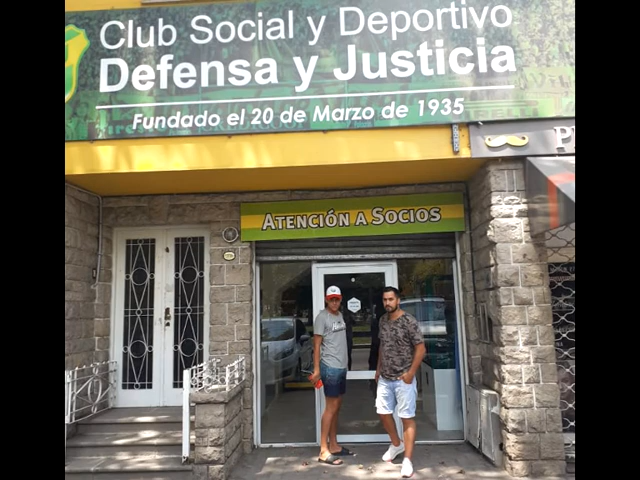 Club Social y Deportivo
Defensa y Justicia
Fundado el 20 de Marzo de 1935
ATENCIÓN A SOCIOS